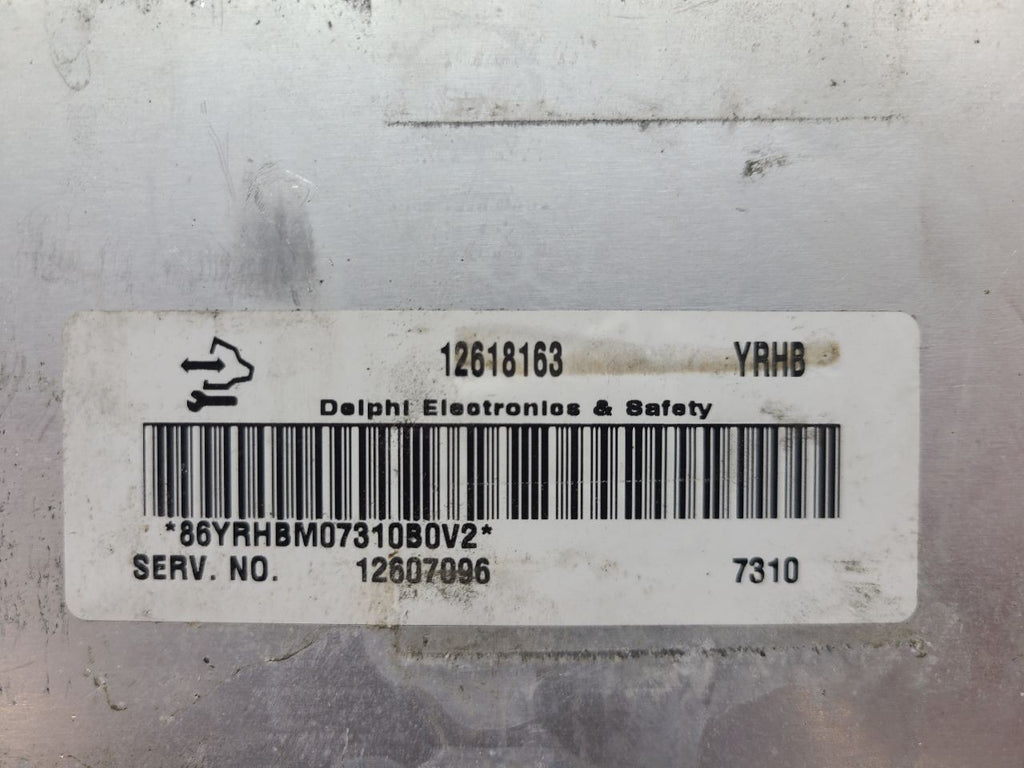 12618163 YRHB
Delphi Electronics & Safety
*86YRHBM07310B0V2*
SERV. NO. 12607096 7310